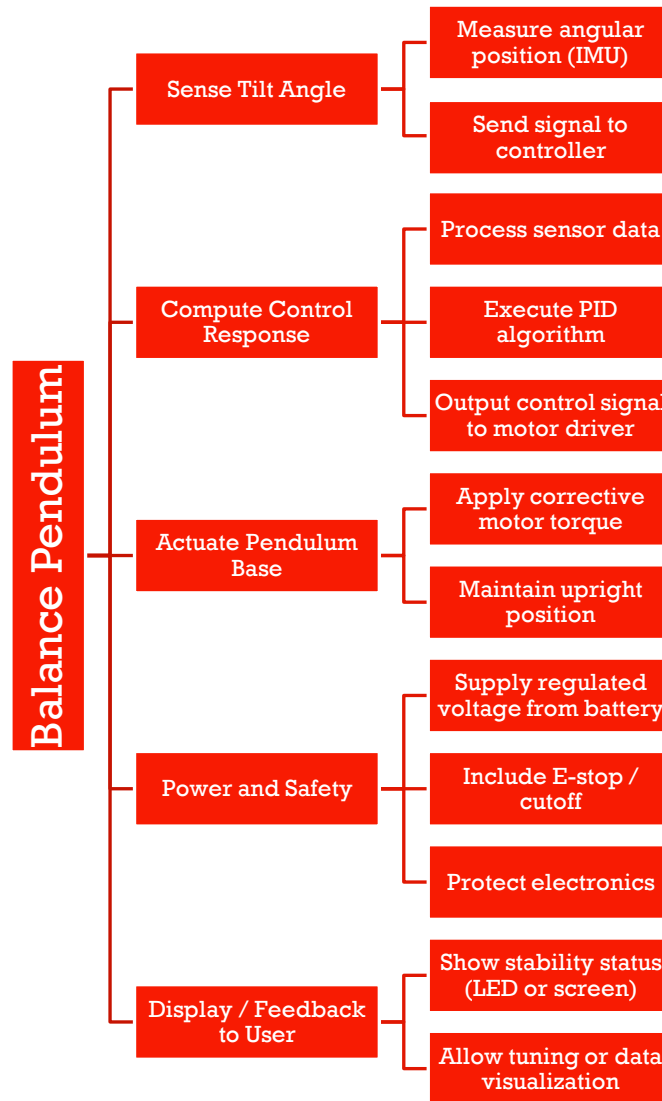 Balance Pendulum
Sense Tilt Angle
Measure angular
position (IMU)
Send signal to
controller
Compute Control
Response
Process sensor data
Execute PID
algorithm
Output control signal
to motor driver
Actuate Pendulum
Base
Apply corrective
motor torque
Maintain upright
position
Power and Safety
Supply regulated
voltage from battery
Include E-stop /
cutoff
Protect electronics
Display / Feedback
to User
Show stability status
(LED or screen)
Allow tuning or data
visualization